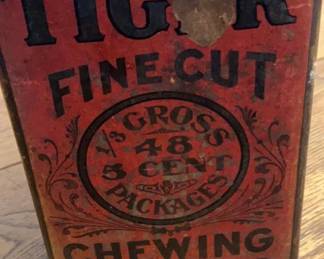 TIGER
FINE CUT
1/3 GROSS
48
5 CENT
PACKAGES
CHEWING